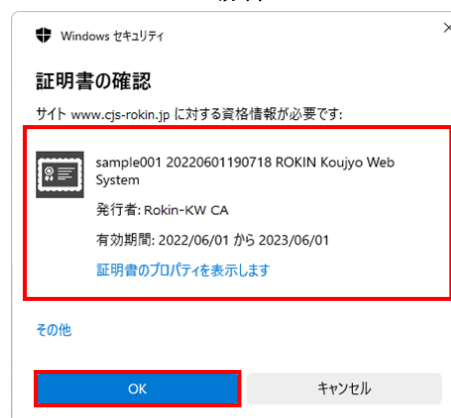 Windows セキュリティ
証明書の確認
サイト www.cjs-rokin.jp に対する資格情報が必要です:
sample001 20220601190718 ROKIN Koujyo Web
System
発行者: Rokin-KW CA
有効期間: 2022/06/01 から 2023/06/01
証明書のプロパティを表示します
その他
OK
キャンセル